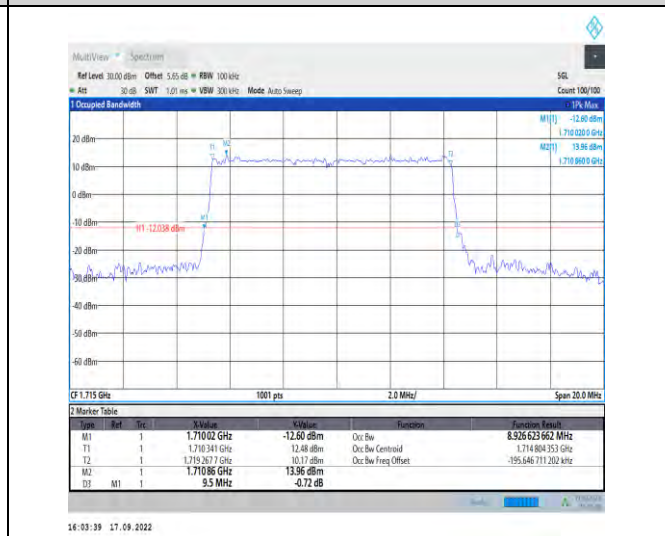 MultiView Spectrum
Ref Level 30.00 dBm Offset 5.65 dB RBW 100 kHz SGL
Att 30 dB SWT 1.01 ms VBW 300 kHz Mode Auto Sweep Count 100/100
1 Occupied Bandwidth 1Pk Max
M1[1] -12.60 dBm
1.710 020 0 GHz
M2[1] 13.96 dBm
1.710 860 0 GHz
20 dBm
T1 M2 T2
10 dBm
0 dBm
-10 dBm M1
H1 -12.038 dBm
-20 dBm
-30 dBm
-40 dBm
-50 dBm
-60 dBm
CF 1.715 GHz 1001 pts 2.0 MHz/ Span 20.0 MHz
2 Marker Table
Type Ref Trc X-Value Y-Value Function Function Result
M1 1 1.710 02 GHz -12.60 dBm Occ Bw 8.926 623 662 MHz
T1 1 1.710 341 GHz 12.48 dBm Occ Bw Centroid 1.714 804 353 GHz
T2 1 1.719 267 7 GHz 10.17 dBm Occ Bw Freq Offset -195.646 711 202 kHz
M2 1 1.710 86 GHz 13.96 dBm
D3 M1 1 9.5 MHz -0.72 dB
16:03:39 17.09.2022